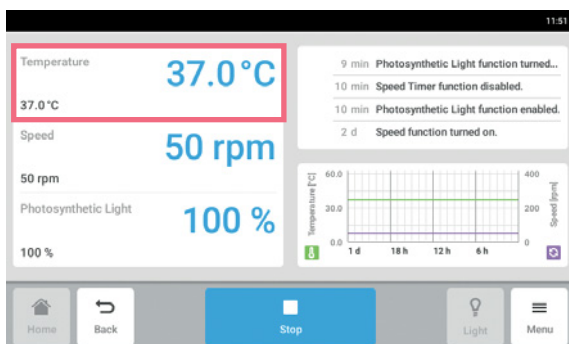 11:51
Temperature
37.0°C
37.0°C
Speed
50 rpm
50 rpm
Photosynthetic Light
100 %
100 %
9 min Photosynthetic Light function turned...
10 min Speed Timer function disabled.
10 min Photosynthetic Light function enabled.
2 d Speed function turned on.
Temperature [°C]
60.0
30.0
0.0
400
200
0
Speed [rpm]
1 d 18 h 12 h 6 h
Home
Back
Stop
Light
Menu